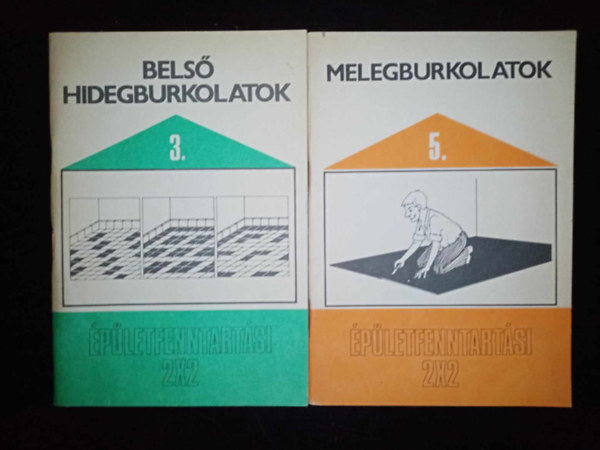 BELSŐ
HIDEGBURKOLATOK
3.
ÉPÜLETFENNTARTÁSI
2X2
MELEGBURKOLATOK
5.
ÉPÜLETFENNTARTÁSI
2X2